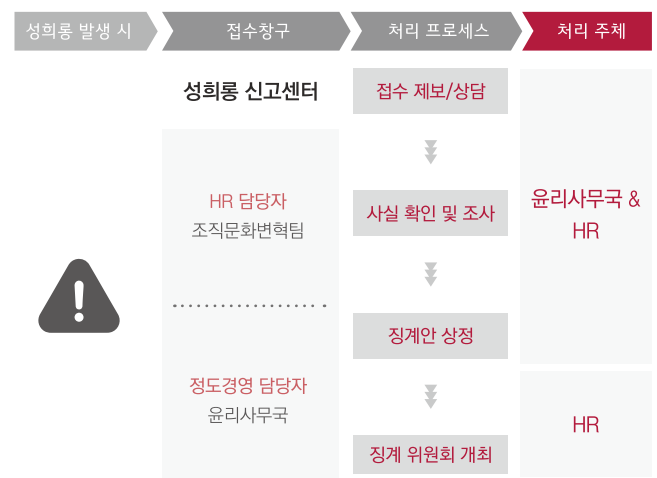 성희롱 발생 시
접수창구
처리 프로세스
처리 주체
성희롱 신고센터
HR 담당자
조직문화변혁팀
정도경영 담당자
윤리사무국
접수 제보/상담
사실 확인 및 조사
징계안 상정
징계 위원회 개최
윤리사무국 &
HR
HR